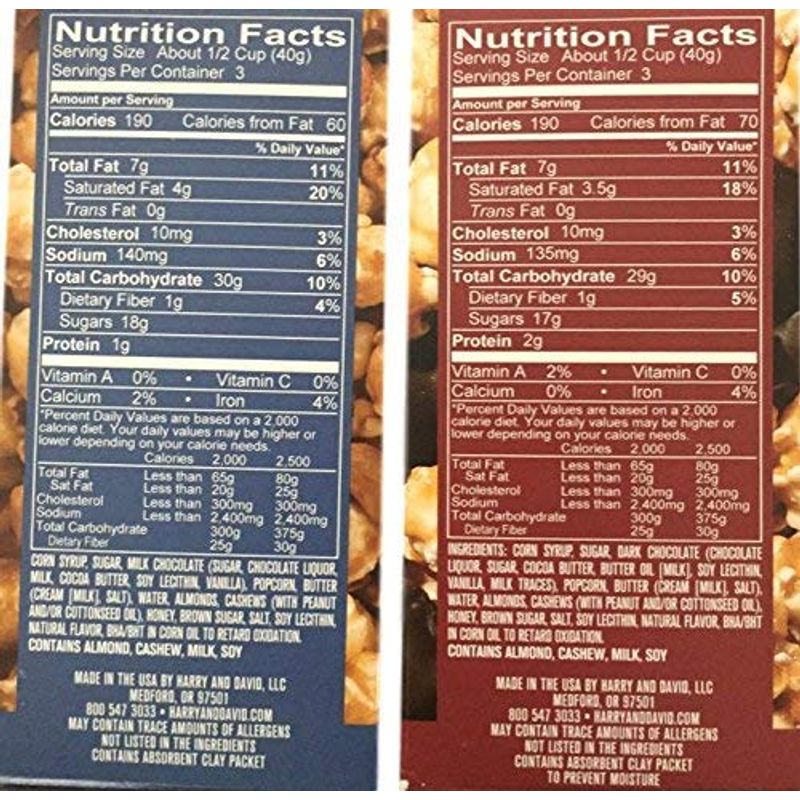 Nutrition Facts
Serving Size About 1/2 Cup (40g)
Servings Per Container 3
Amount per Serving
Calories 190 Calories from Fat 60
% Daily Value*
Total Fat 7g 11%
Saturated Fat 4g 20%
Trans Fat 0g
Cholesterol 10mg 3%
Sodium 140mg 6%
Total Carbohydrate 30g 10%
Dietary Fiber 1g 4%
Sugars 18g
Protein 1g
Vitamin A 0% • Vitamin C 0%
Calcium 2% • Iron 4%
*Percent Daily Values are based on a 2,000
calorie diet. Your daily values may be higher or
lower depending on your calorie needs.
Calories 2,000 2,500
Total Fat Less than 65g 80g
Sat Fat Less than 20g 25g
Cholesterol Less than 300mg 300mg
Sodium Less than 2,400mg 2,400mg
Total Carbohydrate 300g 375g
Dietary Fiber 25g 30g
CORN SYRUP, SUGAR, MILK CHOCOLATE (SUGAR, CHOCOLATE LIQUOR,
MILK, COCOA BUTTER, SOY LECITHIN, VANILLA), POPCORN, BUTTER
(CREAM [MILK], SALT), WATER, ALMONDS, CASHEWS (WITH PEANUT
AND/OR COTTONSEED OIL), HONEY, BROWN SUGAR, SALT, SOY LECITHIN,
NATURAL FLAVOR, BHA/BHT IN CORN OIL TO RETARD OXIDATION.
CONTAINS ALMOND, CASHEW, MILK, SOY
MADE IN THE USA BY HARRY AND DAVID, LLC
MEDFORD, OR 97501
800 547 3033 • HARRYANDDAVID.COM
MAY CONTAIN TRACE AMOUNTS OF ALLERGENS
NOT LISTED IN THE INGREDIENTS
CONTAINS ABSORBENT CLAY PACKET
Nutrition Facts
Serving Size About 1/2 Cup (40g)
Servings Per Container 3
Amount per Serving
Calories 190 Calories from Fat 70
% Daily Value*
Total Fat 7g 11%
Saturated Fat 3.5g 18%
Trans Fat 0g
Cholesterol 10mg 3%
Sodium 135mg 6%
Total Carbohydrate 29g 10%
Dietary Fiber 1g 5%
Sugars 17g
Protein 2g
Vitamin A 2% • Vitamin C 0%
Calcium 0% • Iron 4%
*Percent Daily Values are based on a 2,000
calorie diet. Your daily values may be higher or
lower depending on your calorie needs.
Calories 2,000 2,500
Total Fat Less than 65g 80g
Sat Fat Less than 20g 25g
Cholesterol Less than 300mg 300mg
Sodium Less than 2,400mg 2,400mg
Total Carbohydrate 300g 375g
Dietary Fiber 25g 30g
INGREDIENTS: CORN SYRUP, SUGAR, DARK CHOCOLATE (CHOCOLATE
LIQUOR, SUGAR, COCOA BUTTER, BUTTER OIL [MILK], SOY LECITHIN,
VANILLA, MILK TRACES), POPCORN, BUTTER (CREAM [MILK], SALT),
WATER, ALMONDS, CASHEWS (WITH PEANUT AND/OR COTTONSEED OIL),
HONEY, BROWN SUGAR, SALT, SOY LECITHIN, NATURAL FLAVOR, BHA/BHT
IN CORN OIL TO RETARD OXIDATION.
CONTAINS ALMOND, CASHEW, MILK, SOY
MADE IN THE USA BY HARRY AND DAVID, LLC
MEDFORD, OR 97501
800 547 3033 • HARRYANDDAVID.COM
MAY CONTAIN TRACE AMOUNTS OF ALLERGENS
NOT LISTED IN THE INGREDIENTS
CONTAINS ABSORBENT CLAY PACKET
TO PREVENT MOISTURE